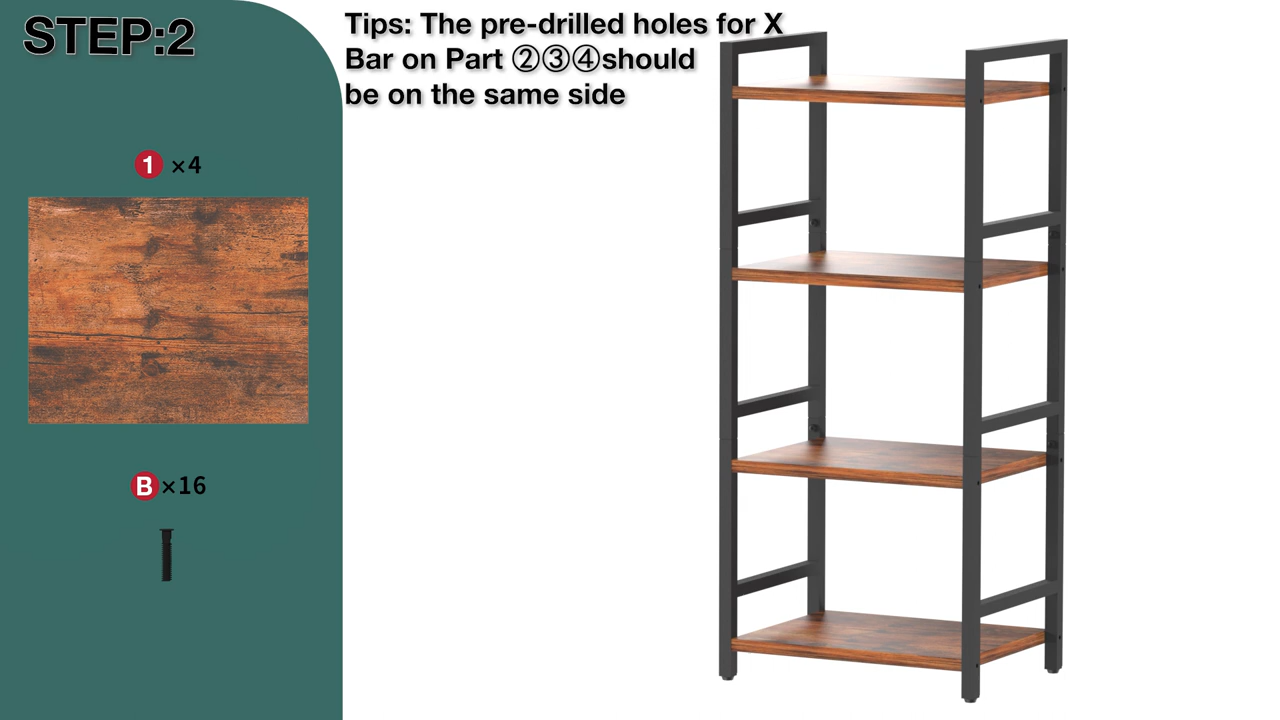 STEP:2
Tips: The pre-drilled holes for X
Bar on Part ②③④should
be on the same side
1 ×4
B×16